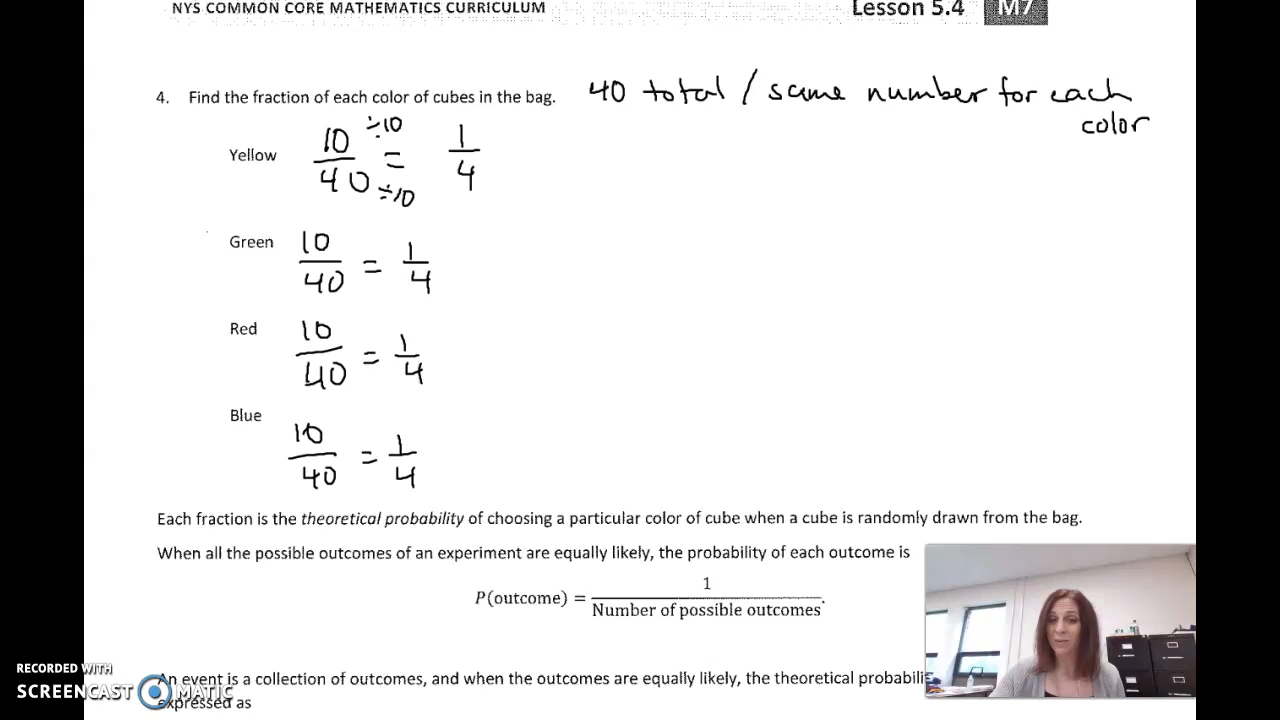 NYS COMMON CORE MATHEMATICS CURRICULUM Lesson 5.4 M7
4. Find the fraction of each color of cubes in the bag. 40 total / same number for each
color
Yellow 10/40 ÷10 ÷10 = 1/4
Green 10/40 = 1/4
Red 10/40 = 1/4
Blue 10/40 = 1/4
Each fraction is the theoretical probability of choosing a particular color of cube when a cube is randomly drawn from the bag.
When all the possible outcomes of an experiment are equally likely, the probability of each outcome is
P(outcome) = 1/Number of possible outcomes.
An event is a collection of outcomes, and when the outcomes are equally likely, the theoretical
expressed as
RECORDED WITH
SCREENCAST MATIC